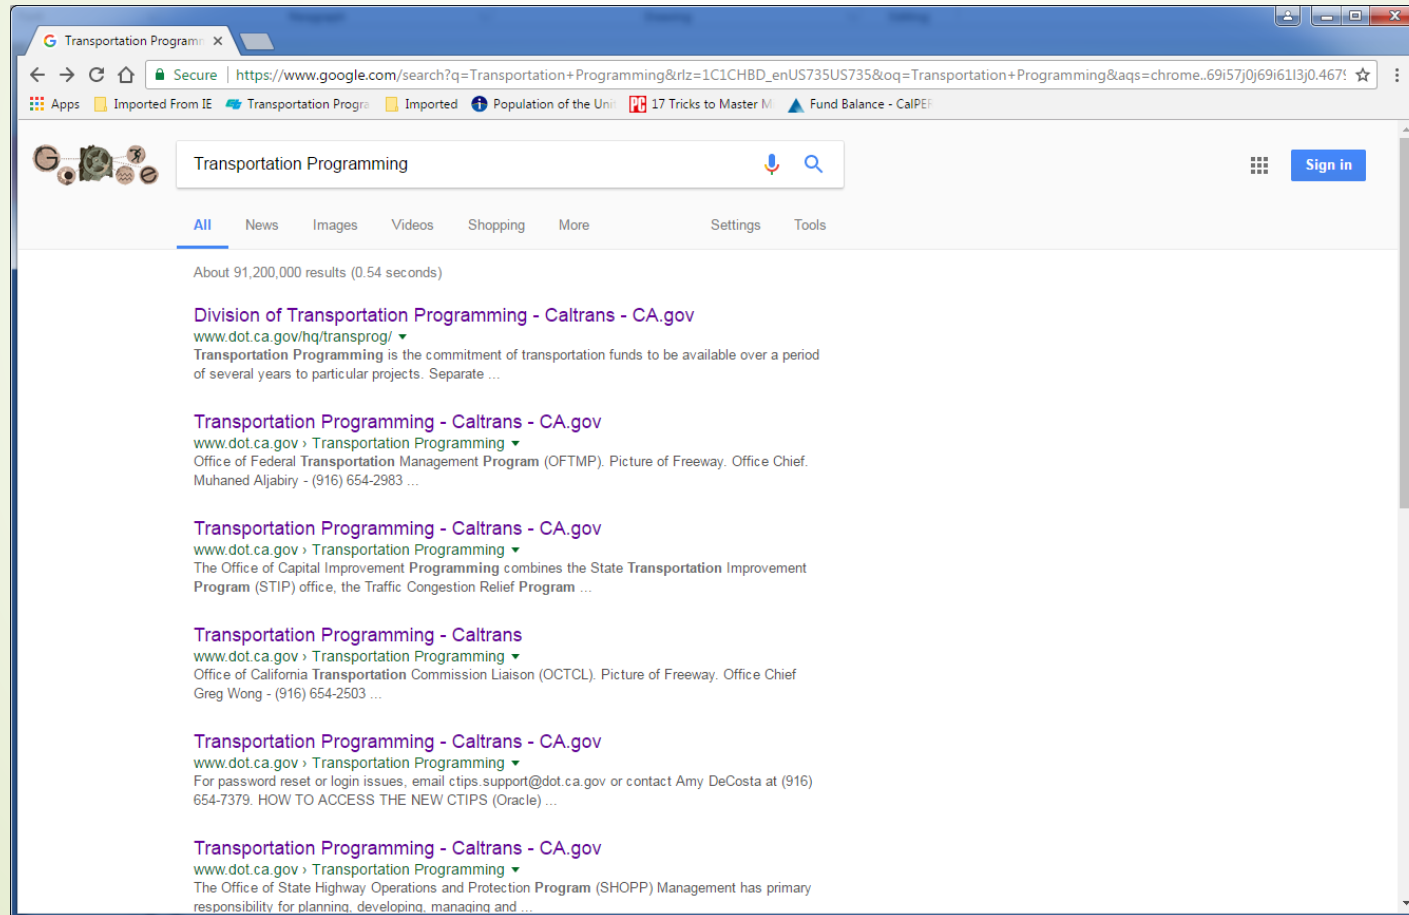 Transportation Programm
Secure | https://www.google.com/search?q=Transportation+Programming&rlz=1C1CHBD_enUS735US735&oq=Transportation+Programming&aqs=chrome..69i57j0j69i61l3j0.467
Apps Imported From IE Transportation Progra Imported Population of the Uni 17 Tricks to Master M Fund Balance - CalPER
Transportation Programming
Sign in
All News Images Videos Shopping More Settings Tools
About 91,200,000 results (0.54 seconds)
Division of Transportation Programming - Caltrans - CA.gov
www.dot.ca.gov/hq/transprog/
Transportation Programming is the commitment of transportation funds to be available over a period
of several years to particular projects. Separate ...
Transportation Programming - Caltrans - CA.gov
www.dot.ca.gov › Transportation Programming
Office of Federal Transportation Management Program (OFTMP). Picture of Freeway. Office Chief.
Muhaned Aljabiry - (916) 654-2983 ...
Transportation Programming - Caltrans - CA.gov
www.dot.ca.gov › Transportation Programming
The Office of Capital Improvement Programming combines the State Transportation Improvement
Program (STIP) office, the Traffic Congestion Relief Program ...
Transportation Programming - Caltrans
www.dot.ca.gov › Transportation Programming
Office of California Transportation Commission Liaison (OCTCL). Picture of Freeway. Office Chief
Greg Wong - (916) 654-2503 ...
Transportation Programming - Caltrans - CA.gov
www.dot.ca.gov › Transportation Programming
For password reset or login issues, email ctips.support@dot.ca.gov or contact Amy DeCosta at (916)
654-7379. HOW TO ACCESS THE NEW CTIPS (Oracle) ...
Transportation Programming - Caltrans - CA.gov
www.dot.ca.gov › Transportation Programming
The Office of State Highway Operations and Protection Program (SHOPP) Management has primary
responsibility for planning, developing, managing and ...